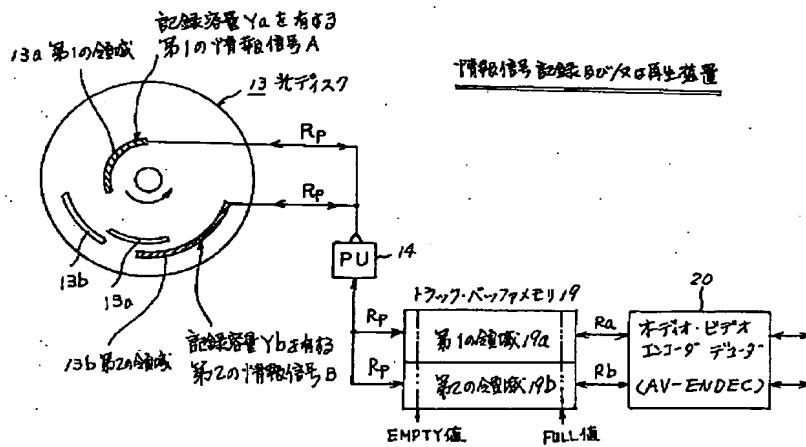 情報信号記録及び/又は再生装置
記録容量Yaを有する
第1の情報信号A
13a 第1の領域
13 光ディスク
Rp
Rp
13b
13a
13b 第2の領域
記録容量Ybを有する
第2の情報信号B
PU
14
トラック・バッファメモリ 19
Rp
第1の領域19a
Rp
第2の領域19b
EMPTY値
FULL値
Ra
Rb
20
オーディオ・ビデオ
エンコーダ デコーダ
(AV-ENDEC)